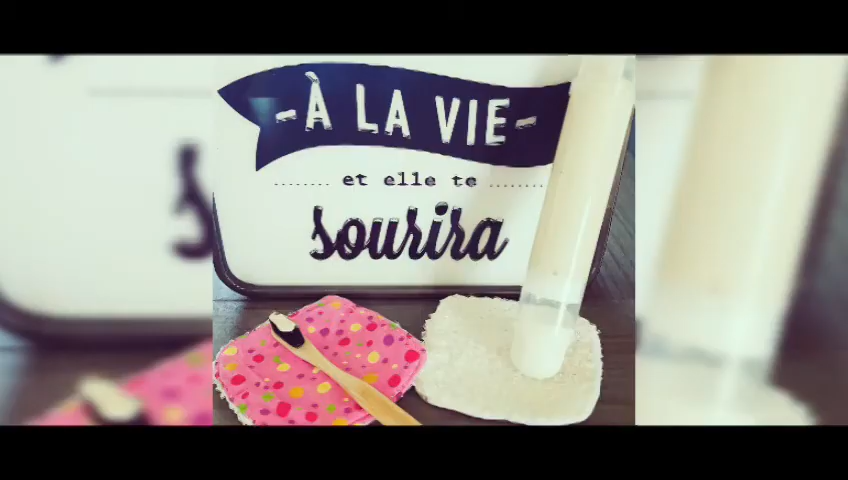 - À LA VIE -
........ et elle te ........
sourira